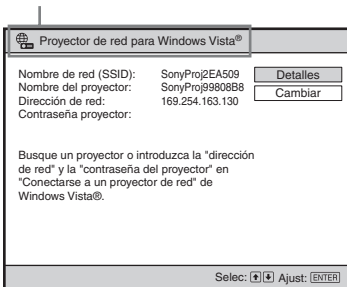 Proyector de red para Windows Vista®
Nombre de red (SSID): SonyProj2EA509 Detalles
Nombre del proyector: SonyProj99808B8 Cambiar
Dirección de red: 169.254.163.130
Contraseña proyector:
Busque un proyector o introduzca la "dirección
de red" y la "contraseña del proyector" en
"Conectarse a un proyector de red" de
Windows Vista®.
Selec: Ajust: ENTER